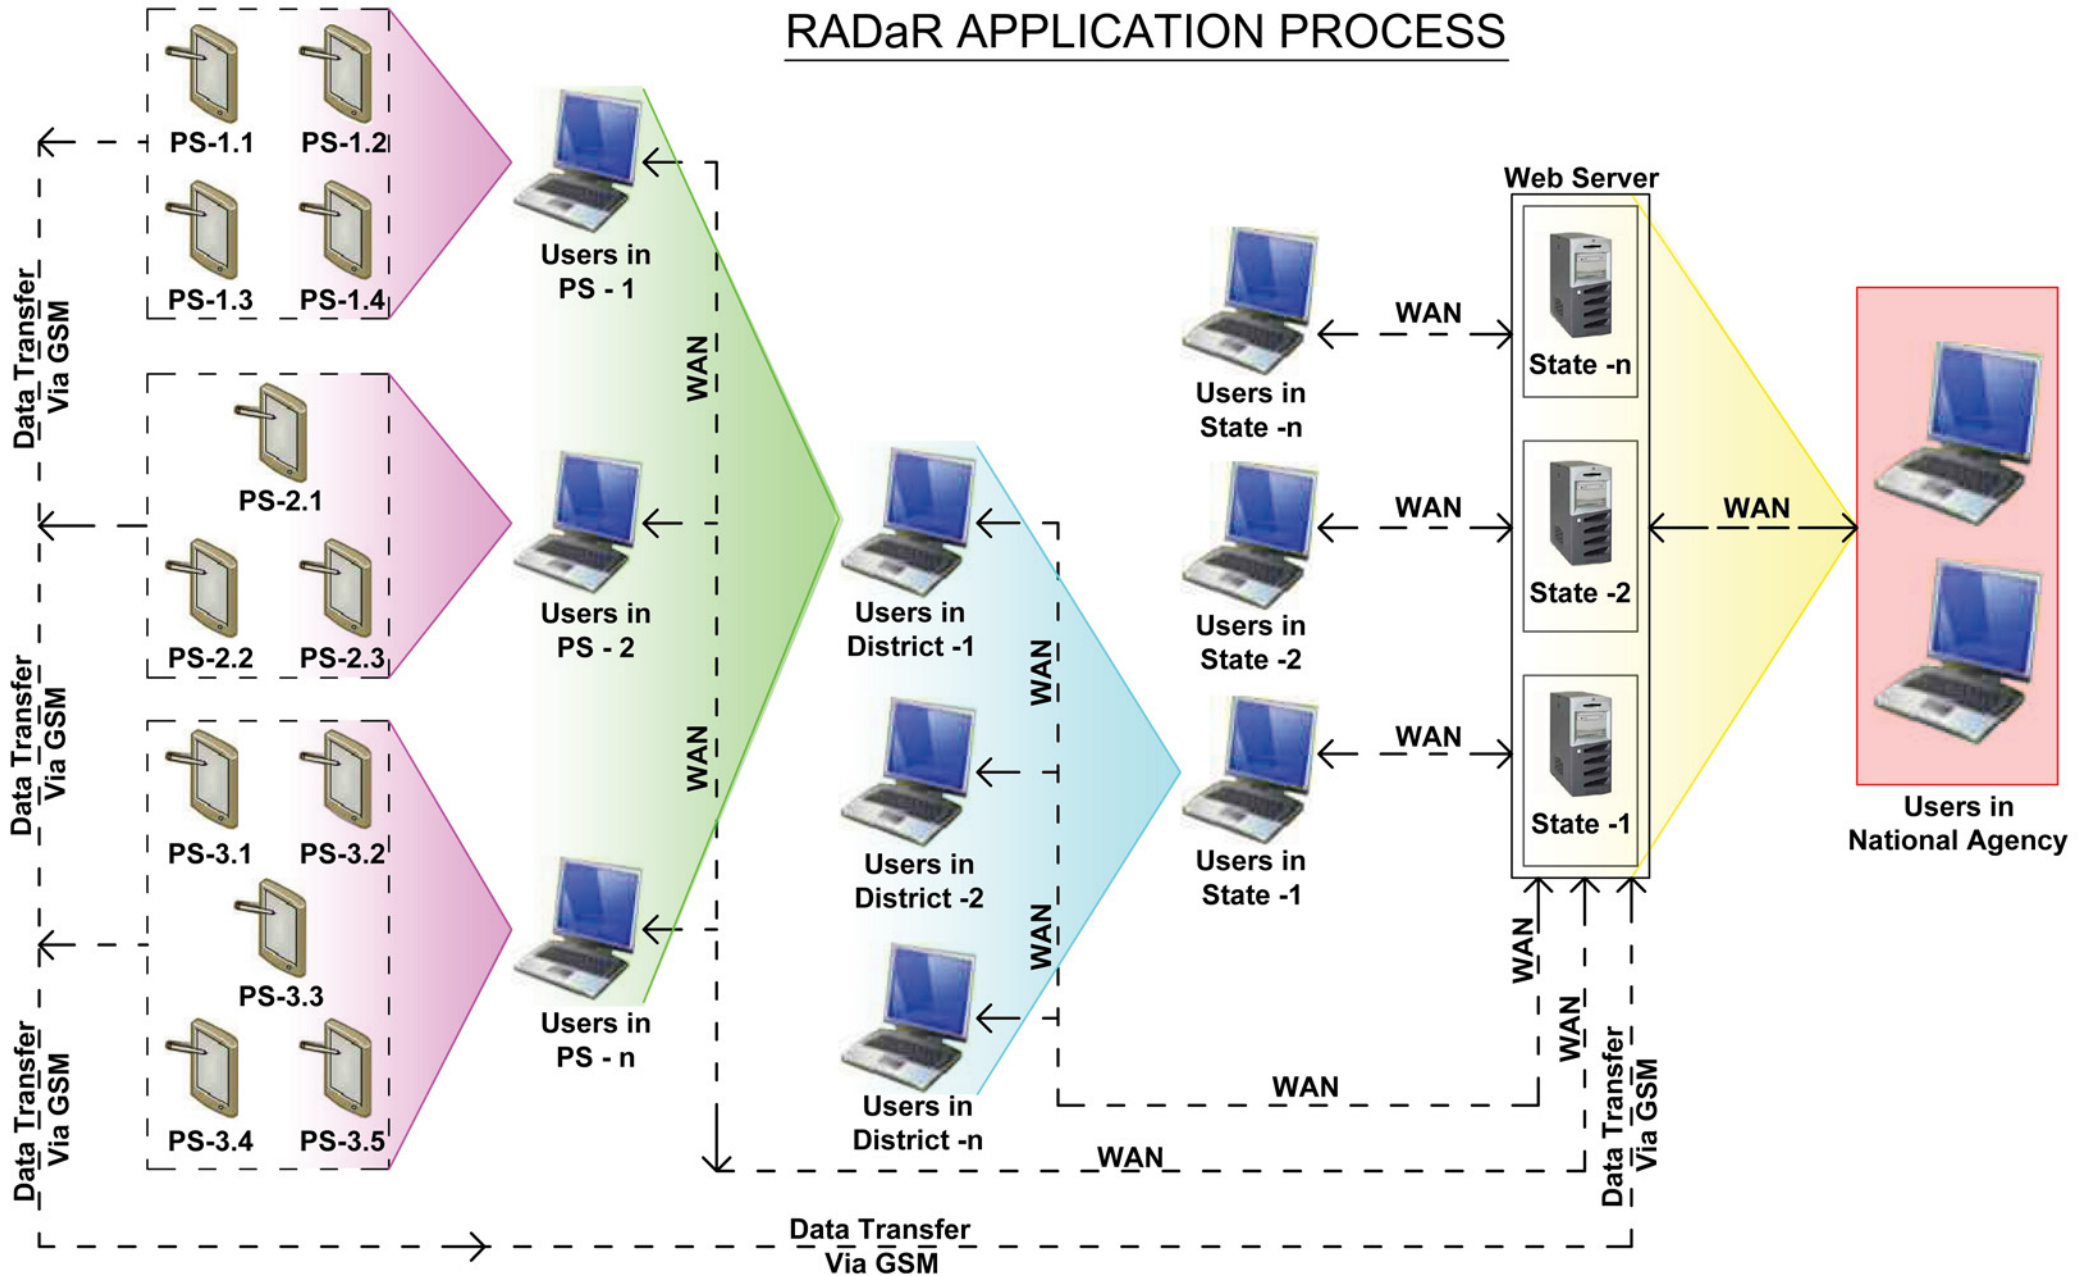 RADaR APPLICATION PROCESS
PS-1.1
PS-1.2
PS-1.3
PS-1.4
PS-2.1
PS-2.2
PS-2.3
PS-3.1
PS-3.2
PS-3.3
PS-3.4
PS-3.5
Data Transfer
Via GSM
Data Transfer
Via GSM
Data Transfer
Via GSM
Users in
PS - 1
Users in
PS - 2
Users in
PS - n
WAN
WAN
Users in
District -1
Users in
District -2
Users in
District -n
WAN
WAN
Users in
State -n
Users in
State -2
Users in
State -1
WAN
WAN
WAN
Web Server
State -n
State -2
State -1
WAN
Users in
National Agency
WAN
WAN
Data Transfer
Via GSM
WAN
WAN
Data Transfer
Via GSM